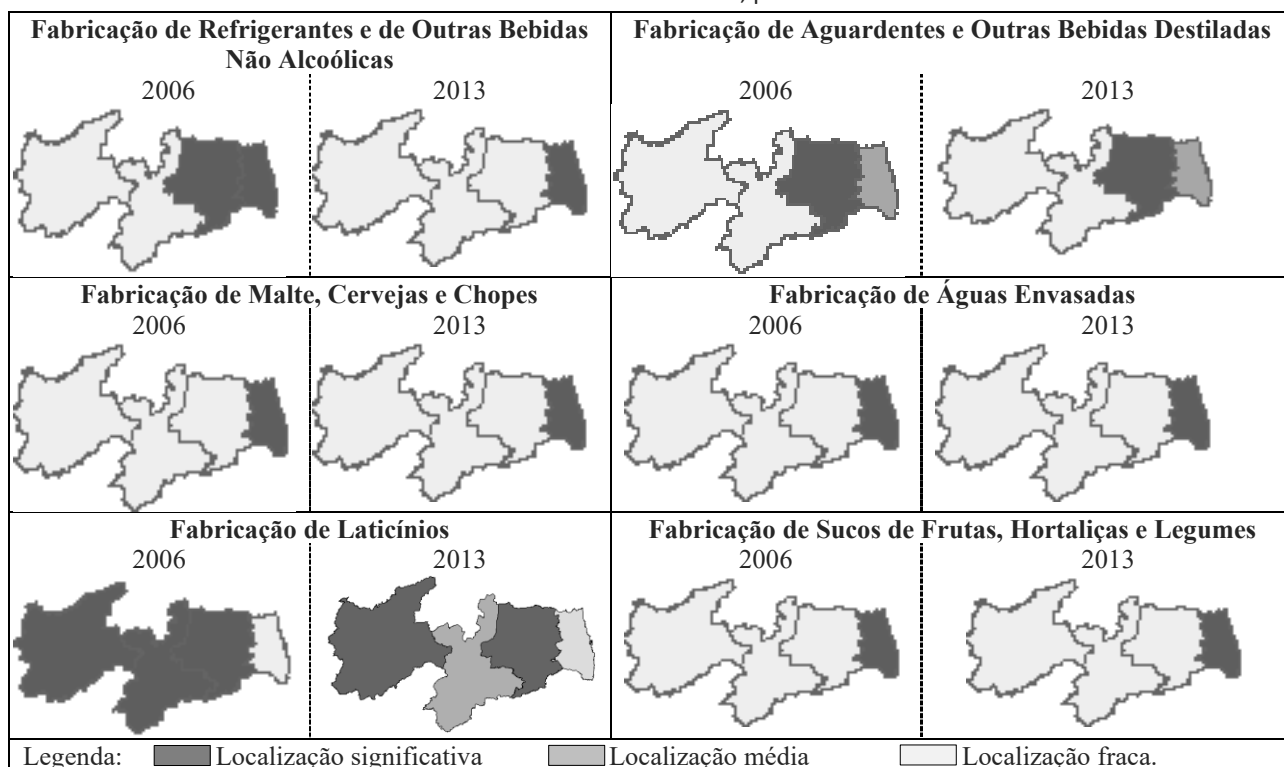 Fabricação de Refrigerantes e de Outras Bebidas
Não Alcoólicas
2006
2013
Fabricação de Aguardentes e Outras Bebidas Destiladas
2006
2013
Fabricação de Malte, Cervejas e Chopes
2006
2013
Fabricação de Águas Envasadas
2006
2013
Fabricação de Laticínios
2006
2013
Fabricação de Sucos de Frutas, Hortaliças e Legumes
2006
2013
Legenda: Localização significativa Localização média Localização fraca.